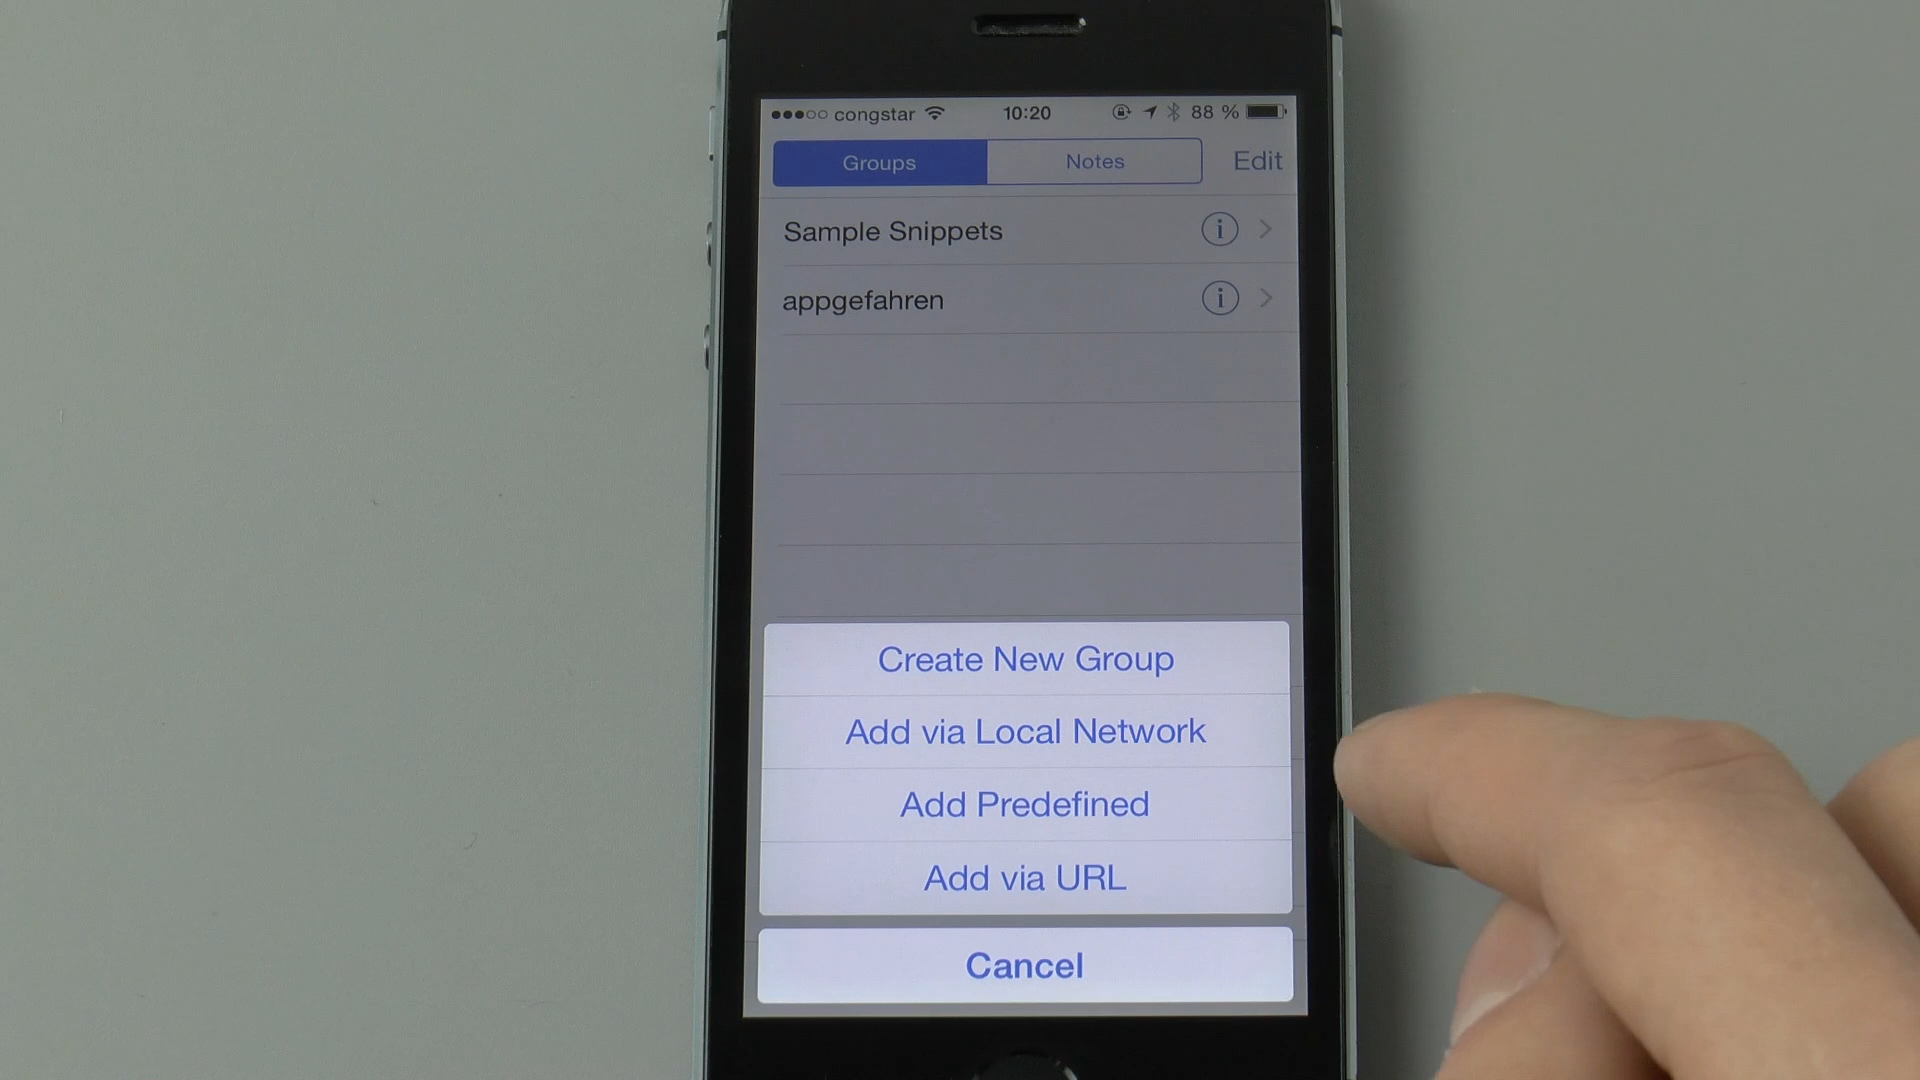 congstar 10:20 88 %
Groups Notes Edit
Sample Snippets
appgefahren
Create New Group
Add via Local Network
Add Predefined
Add via URL
Cancel